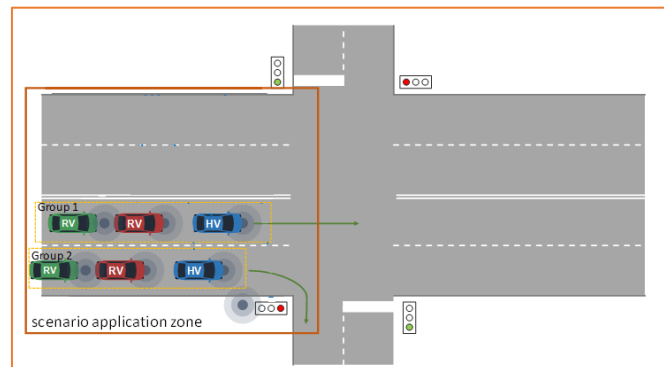 Group 1
RV RV HV
Group 2
RV RV HV
scenario application zone